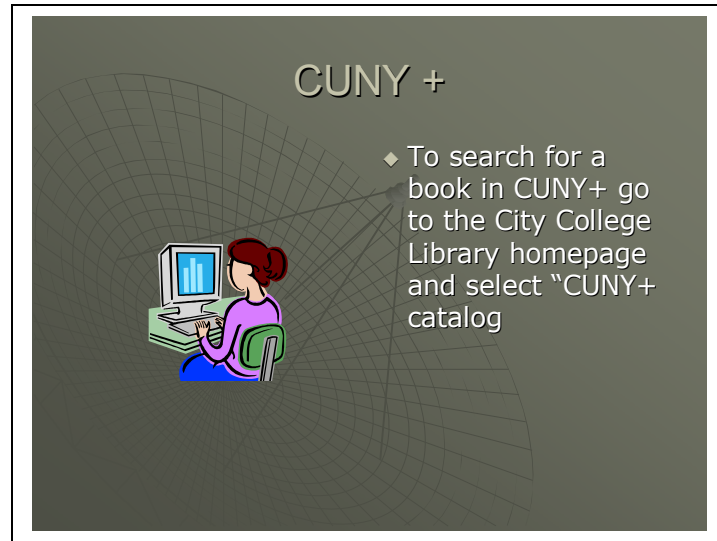 CUNY +
To search for a
book in CUNY+ go
to the City College
Library homepage
and select “CUNY+
catalog